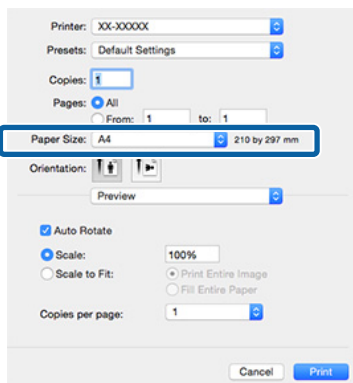 Printer: XX-XXXXX
Presets: Default Settings
Copies: 1
Pages: All
From: 1 to: 1
Paper Size: A4 210 by 297 mm
Orientation:
Preview
Auto Rotate
Scale: 100%
Scale to Fit: Print Entire Image
Fill Entire Paper
Copies per page: 1
Cancel Print